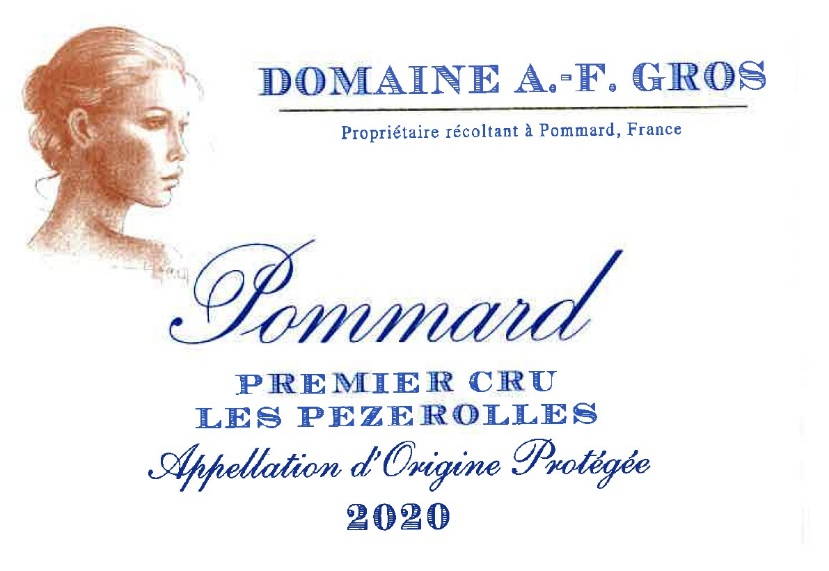 DOMAINE A.-F. GROS
Propriétaire récoltant à Pommard, France
Pommard
PREMIER CRU
LES PEZEROLLES
Appellation d'Origine Protégée
2020